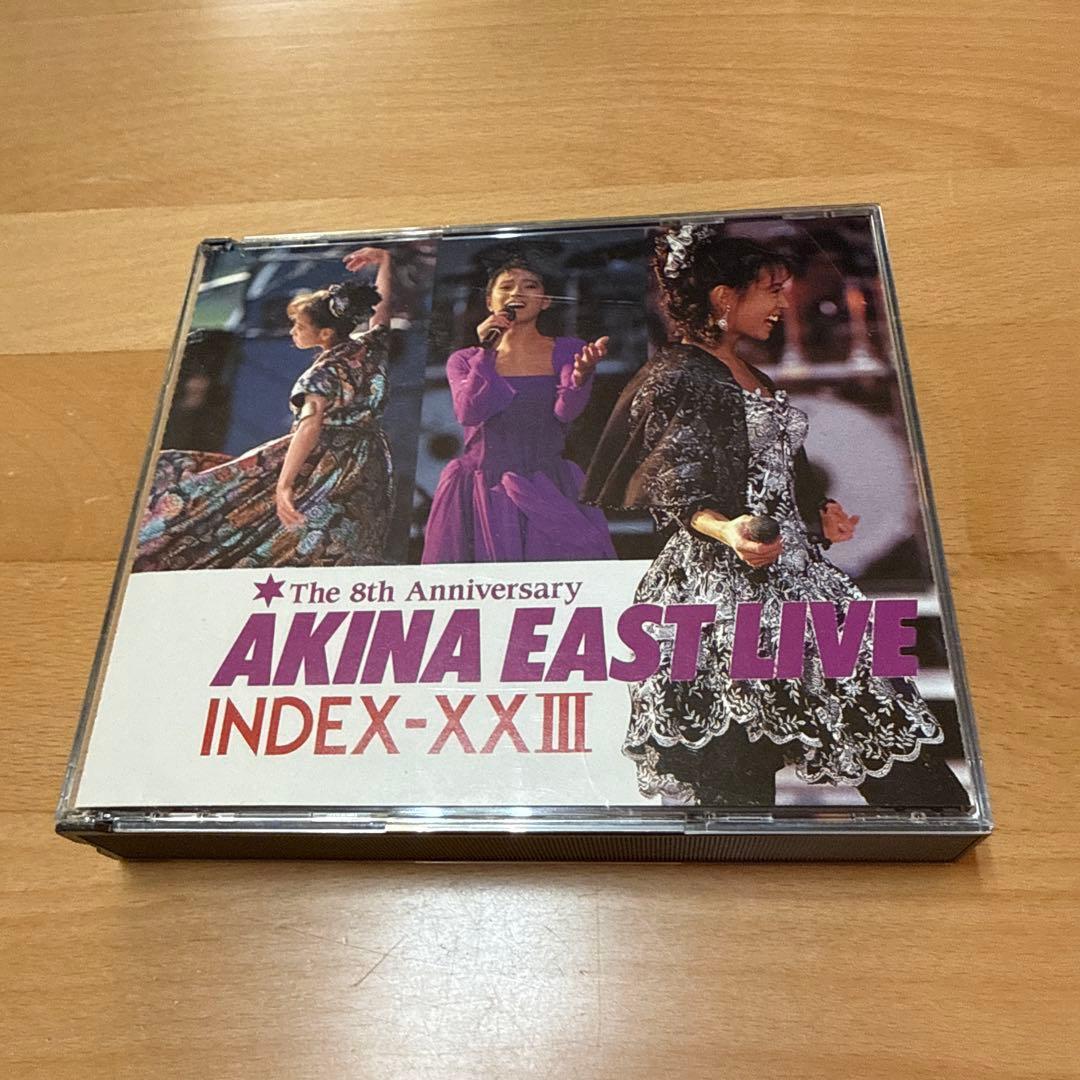 The 8th Anniversary
AKINA EAST LIVE
INDEX-XXIII